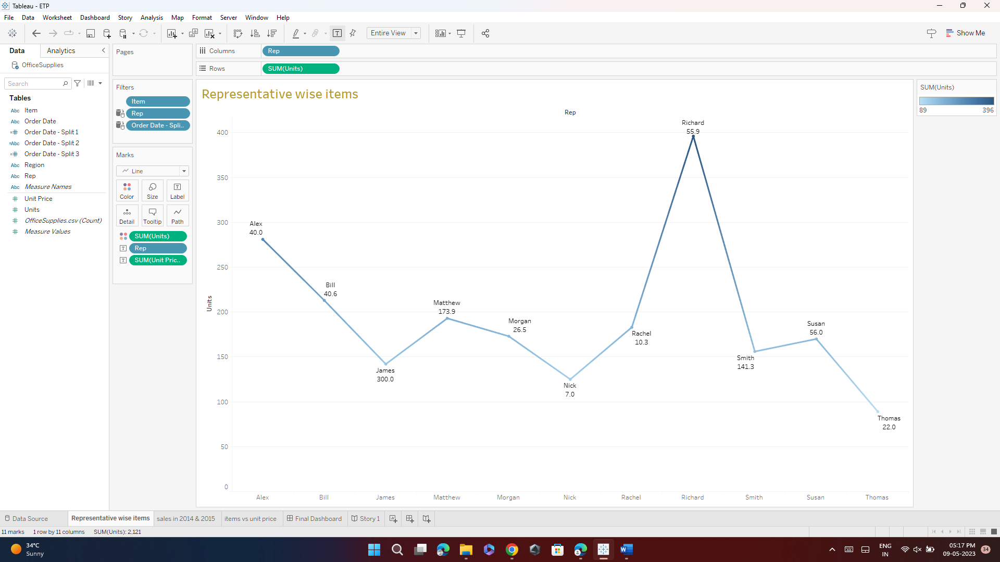 Tableau - ETP
File Data Worksheet Dashboard Story Analysis Map Format Server Window Help
Entire View
Show Me
Data Analytics
OfficeSupplies
Search
Tables
Abc Item
Abc Order Date
=# Order Date - Split 1
=Abc Order Date - Split 2
=# Order Date - Split 3
Abc Region
Abc Rep
Abc Measure Names
# Unit Price
# Units
# OfficeSupplies.csv (Count)
# Measure Values
Pages
Filters
Item
Rep
Order Date - Spli..
Marks
Line
Color Size Label
Detail Tooltip Path
SUM(Units)
T Rep
T SUM(Unit Pric..
Columns Rep
Rows SUM(Units)
Representative wise items
Rep
Units
400
350
300
250
200
150
100
50
0
Alex
40.0
Bill
40.6
James
300.0
Matthew
173.9
Morgan
26.5
Nick
7.0
Rachel
10.3
Richard
55.9
Smith
141.3
Susan
56.0
Thomas
22.0
Alex Bill James Matthew Morgan Nick Rachel Richard Smith Susan Thomas
SUM(Units)
89 396
Data Source Representative wise items sales in 2014 & 2015 items vs unit price Final Dashboard Story 1
11 marks 1 row by 11 columns SUM(Units): 2,121
34°C
Sunny
W
ENG
IN
05:17 PM
09-05-2023
34